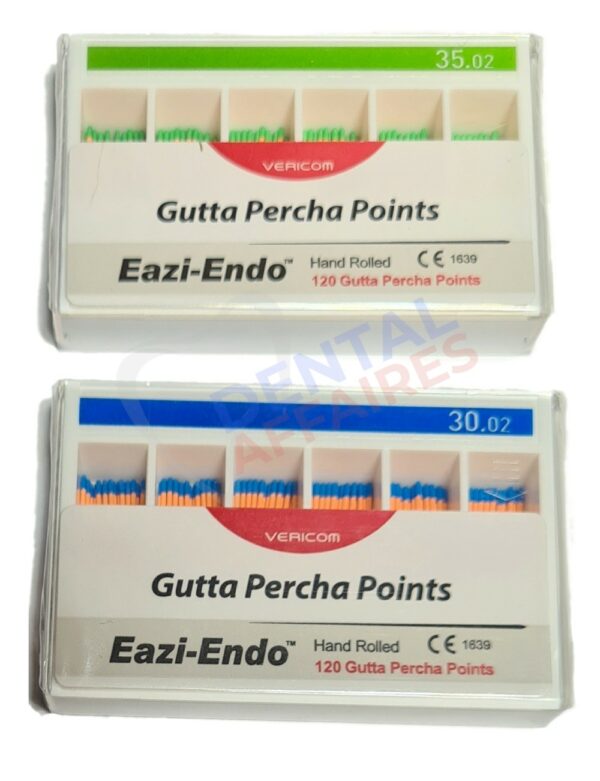 35.02
VERICOM
Gutta Percha Points
Eazi-Endo™ Hand Rolled CE 1639
120 Gutta Percha Points
DENTAL
AFFAIRES
30.02
VERICOM
Gutta Percha Points
Eazi-Endo™ Hand Rolled CE 1639
120 Gutta Percha Points